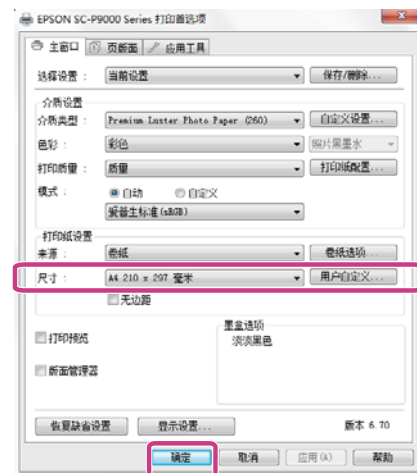 EPSON SC-P9000 Series 打印首选项
主窗口 页版面 应用工具
选择设置： 当前设置 保存/删除...
介质设置
介质类型： Premium Luster Photo Paper (260) 自定义设置...
色彩： 彩色 照片黑墨水
打印质量： 质量 打印纸配置...
模式： 自动 自定义
爱普生标准(sRGB)
打印纸设置
来源： 卷纸 卷纸选项...
尺寸： A4 210 x 297 毫米 用户自定义...
无边距
打印预览
版面管理器
墨盒选项
淡淡黑色
恢复缺省设置 显示设置... 版本 6.70
确定 取消 应用(A) 帮助